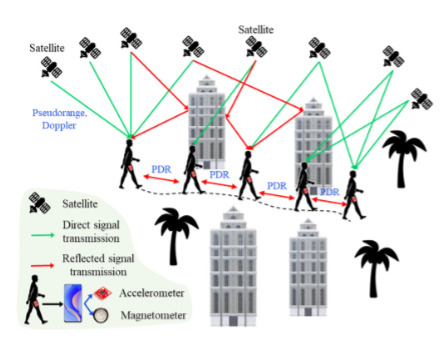 Satellite
Satellite
Pseudorange,
Doppler
PDR
PDR
PDR
PDR
Satellite
Direct signal
transmission
Reflected signal
transmission
Accelerometer
Magnetometer